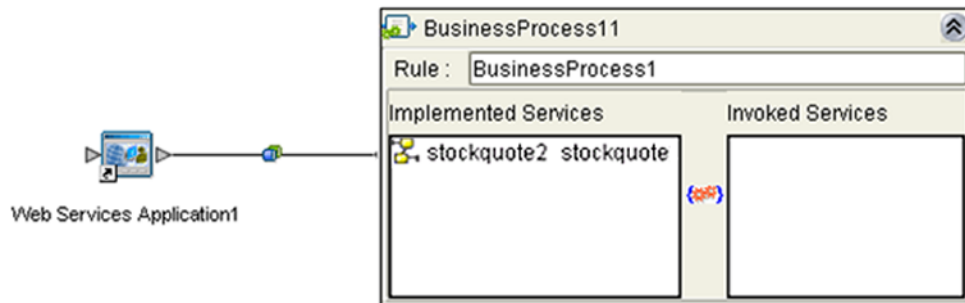 BusinessProcess11
Rule : BusinessProcess1
Implemented Services Invoked Services
stockquote2 stockquote
Web Services Application1